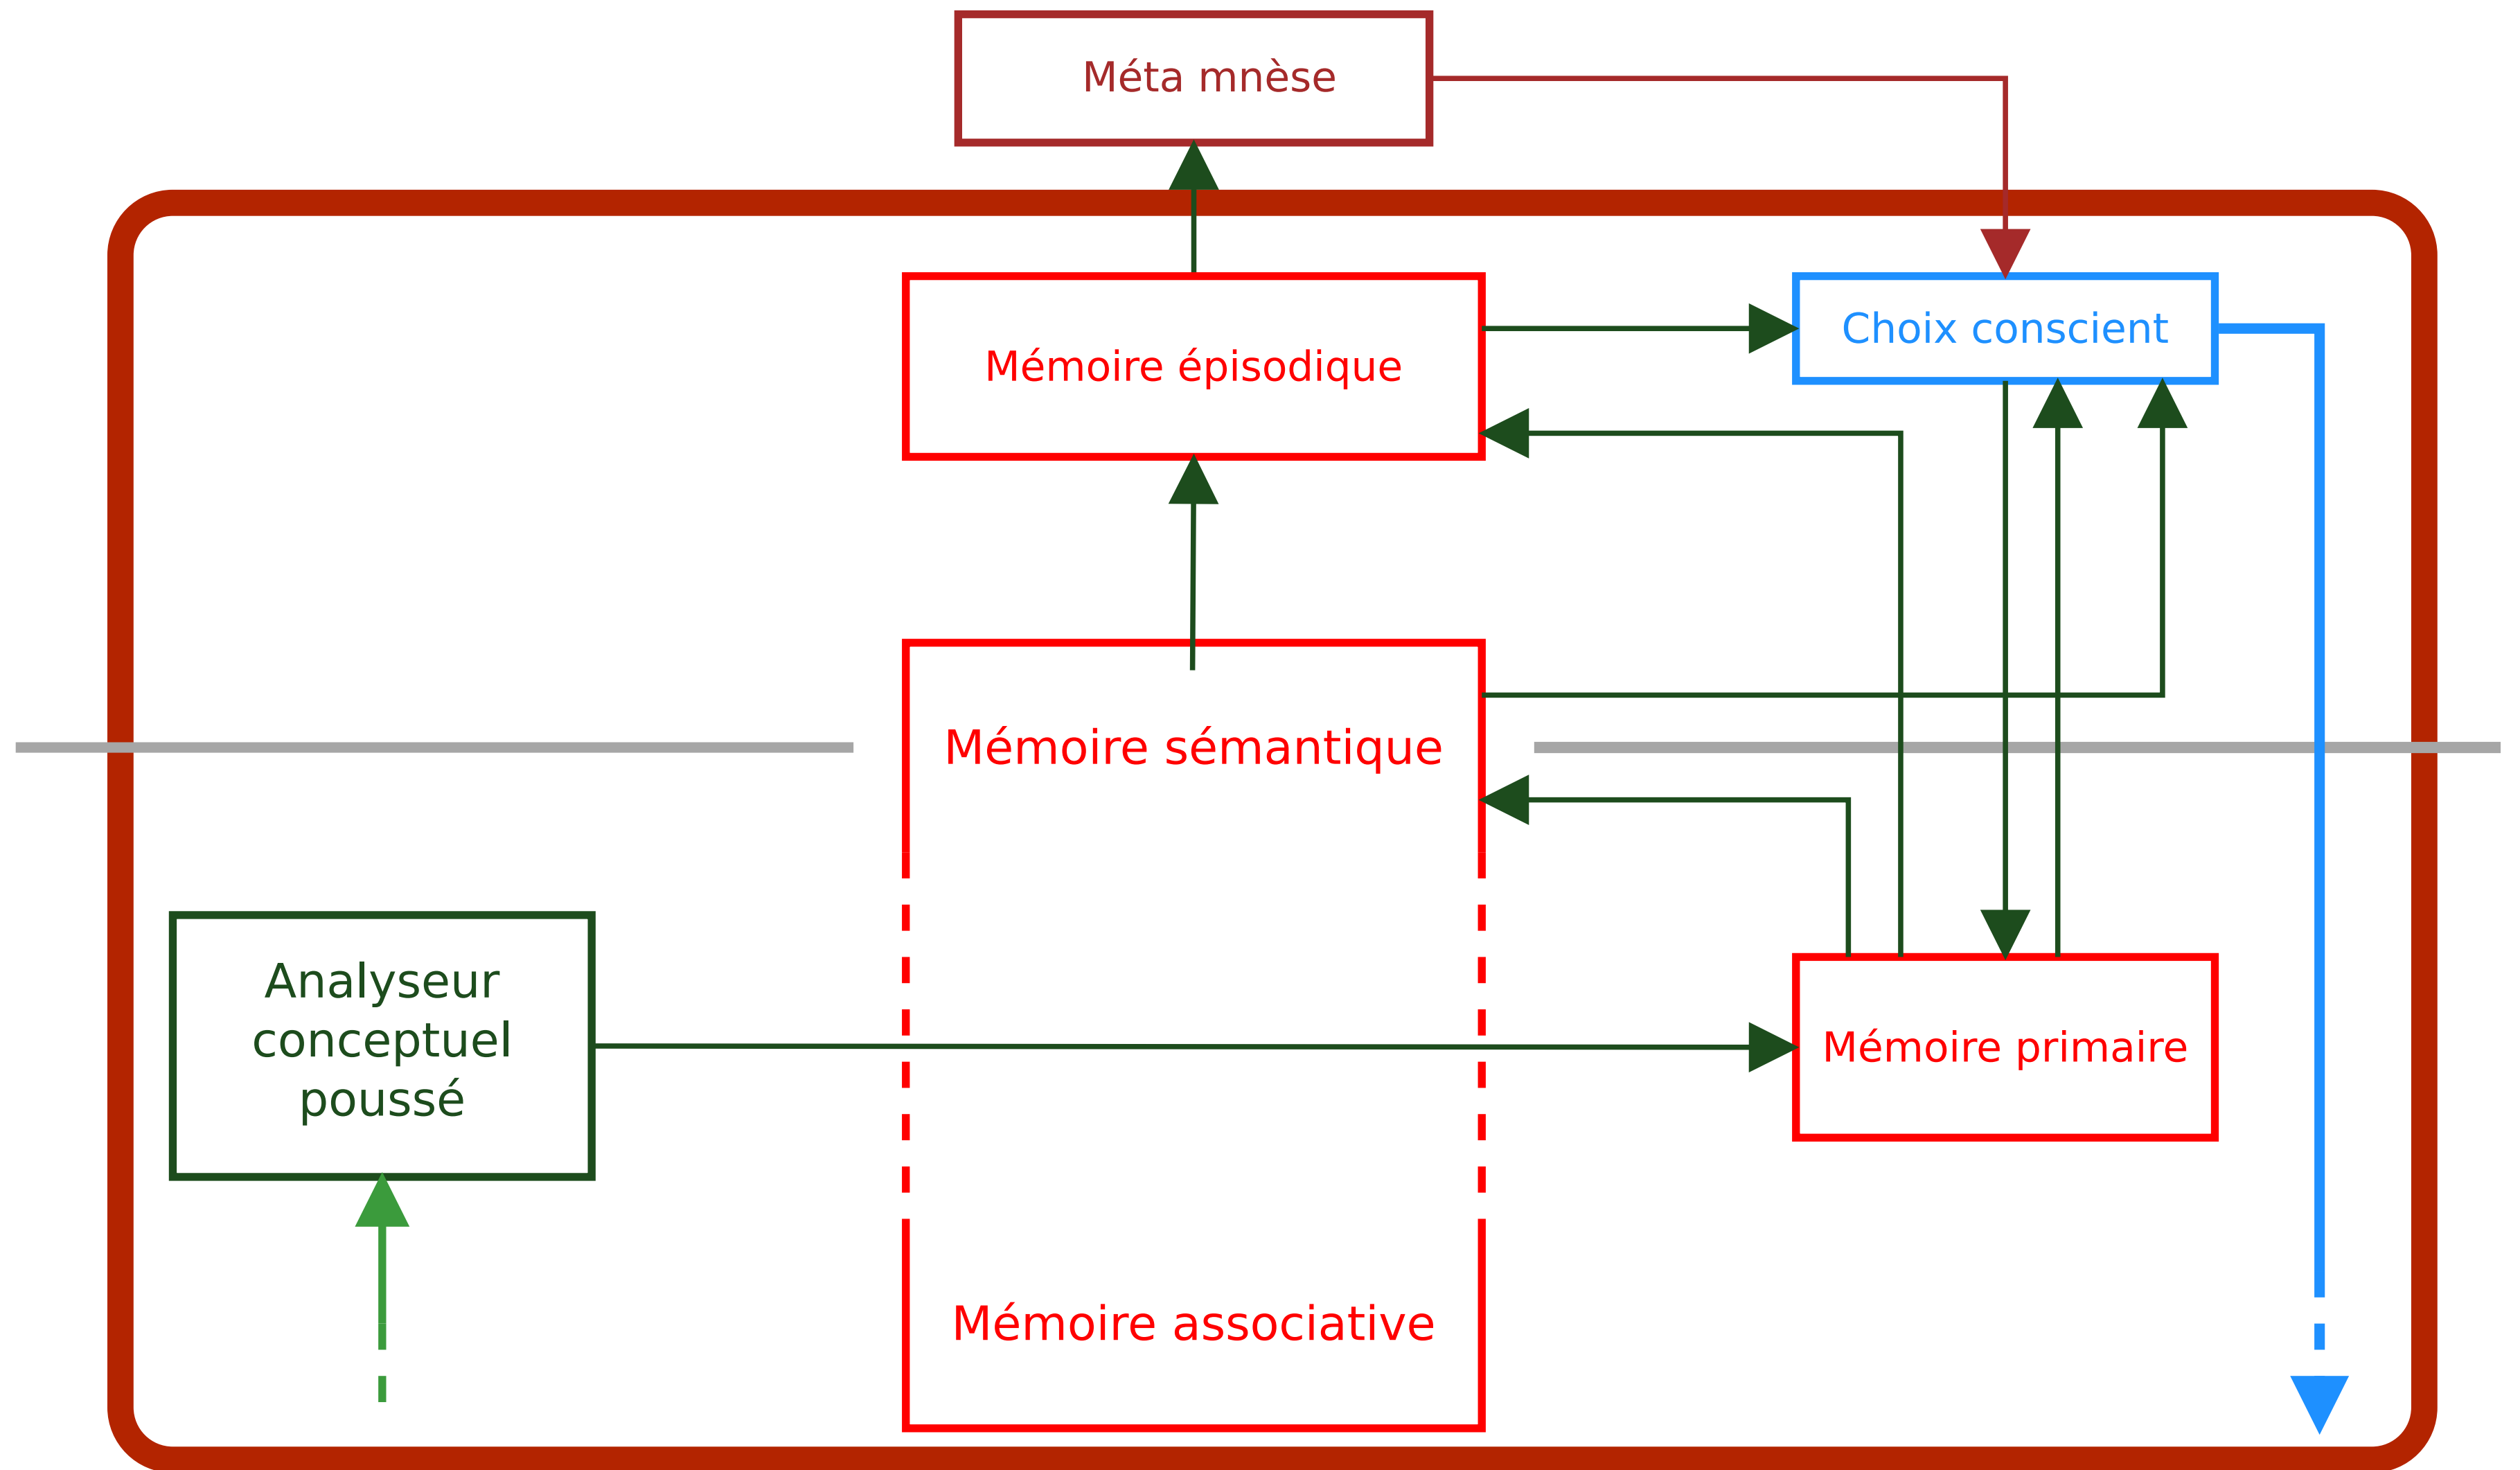 Méta mnèse
Mémoire épisodique
Choix conscient
Mémoire sémantique
Analyseur
conceptuel
poussé
Mémoire primaire
Mémoire associative